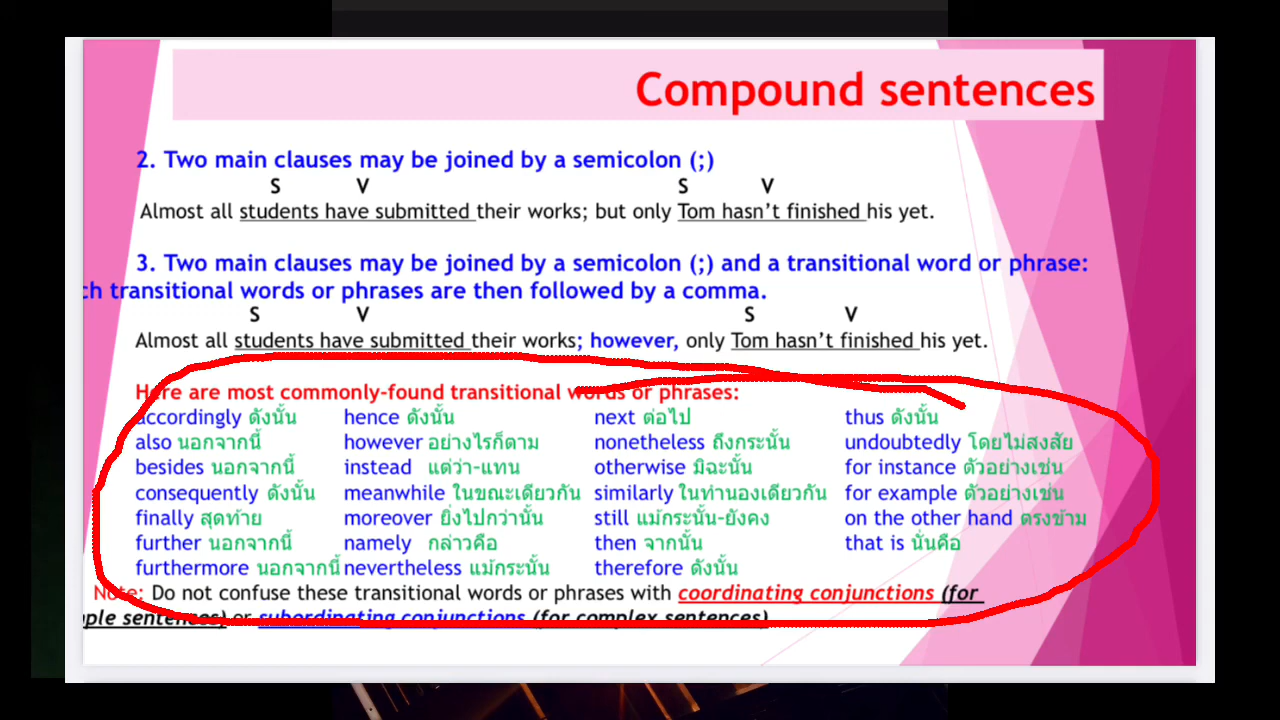 Compound sentences
2. Two main clauses may be joined by a semicolon (;)
S V S V
Almost all students have submitted their works; but only Tom hasn't finished his yet.
3. Two main clauses may be joined by a semicolon (;) and a transitional word or phrase:
ch transitional words or phrases are then followed by a comma.
S V S V
Almost all students have submitted their works; however, only Tom hasn't finished his yet.
Here are most commonly-found transitional words or phrases:
accordingly ดังนั้น hence ดังนั้น next ต่อไป thus ดังนั้น
also นอกจากนี้ however อย่างไรก็ตาม nonetheless ถึงกระนั้น undoubtedly โดยไม่สงสัย
besides นอกจากนี้ instead แต่ว่า-แทน otherwise มิฉะนั้น for instance ตัวอย่างเช่น
consequently ดังนั้น meanwhile ในขณะเดียวกัน similarly ในทำนองเดียวกัน for example ตัวอย่างเช่น
finally สุดท้าย moreover ยิ่งไปกว่านั้น still แม้กระนั้น-ยังคง on the other hand ตรงข้าม
further นอกจากนี้ namely กล่าวคือ then จากนั้น that is นั่นคือ
furthermore นอกจากนี้ nevertheless แม้กระนั้น therefore ดังนั้น
Note: Do not confuse these transitional words or phrases with coordinating conjunctions (for
ple sentences) or subordinating conjunctions (for complex sentences)